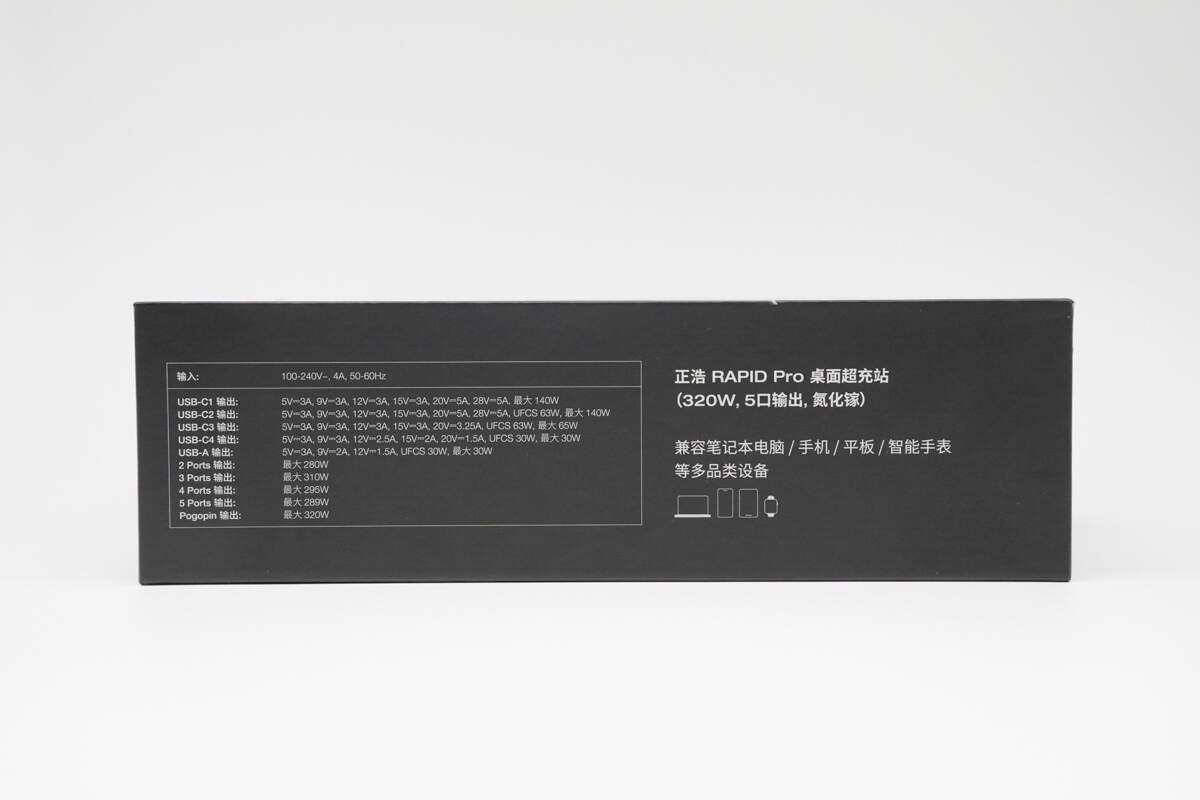 输入: 100-240V~, 4A, 50-60Hz
USB-C1 输出: 5V⎓3A, 9V⎓3A, 12V⎓3A, 15V⎓3A, 20V⎓5A, 28V⎓5A, 最大 140W
USB-C2 输出: 5V⎓3A, 9V⎓3A, 12V⎓3A, 15V⎓3A, 20V⎓5A, 28V⎓5A, UFCS 63W, 最大 140W
USB-C3 输出: 5V⎓3A, 9V⎓3A, 12V⎓3A, 15V⎓3A, 20V⎓3.25A, UFCS 63W, 最大 65W
USB-C4 输出: 5V⎓3A, 9V⎓3A, 12V⎓2.5A, 15V⎓2A, 20V⎓1.5A, UFCS 30W, 最大 30W
USB-A 输出: 5V⎓3A, 9V⎓2A, 12V⎓1.5A, UFCS 30W, 最大 30W
2 Ports 输出: 最大 280W
3 Ports 输出: 最大 310W
4 Ports 输出: 最大 295W
5 Ports 输出: 最大 289W
Pogopin 输出: 最大 320W
正浩 RAPID Pro 桌面超充站
(320W, 5口输出, 氮化镓)
兼容笔记本电脑 / 手机 / 平板 / 智能手表
等多品类设备